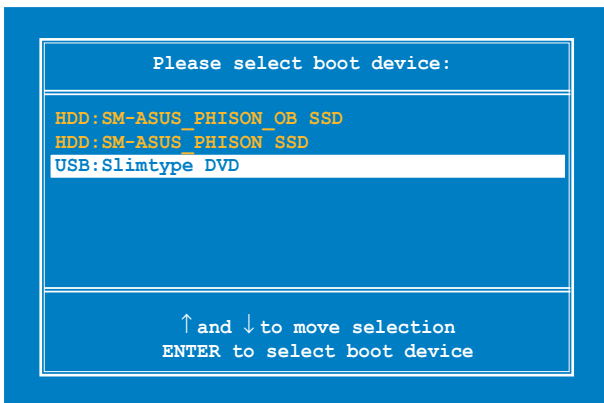 Please select boot device:
HDD:SM-ASUS_PHISON_OB SSD
HDD:SM-ASUS_PHISON SSD
USB:Slimtype DVD
↑and ↓to move selection
ENTER to select boot device